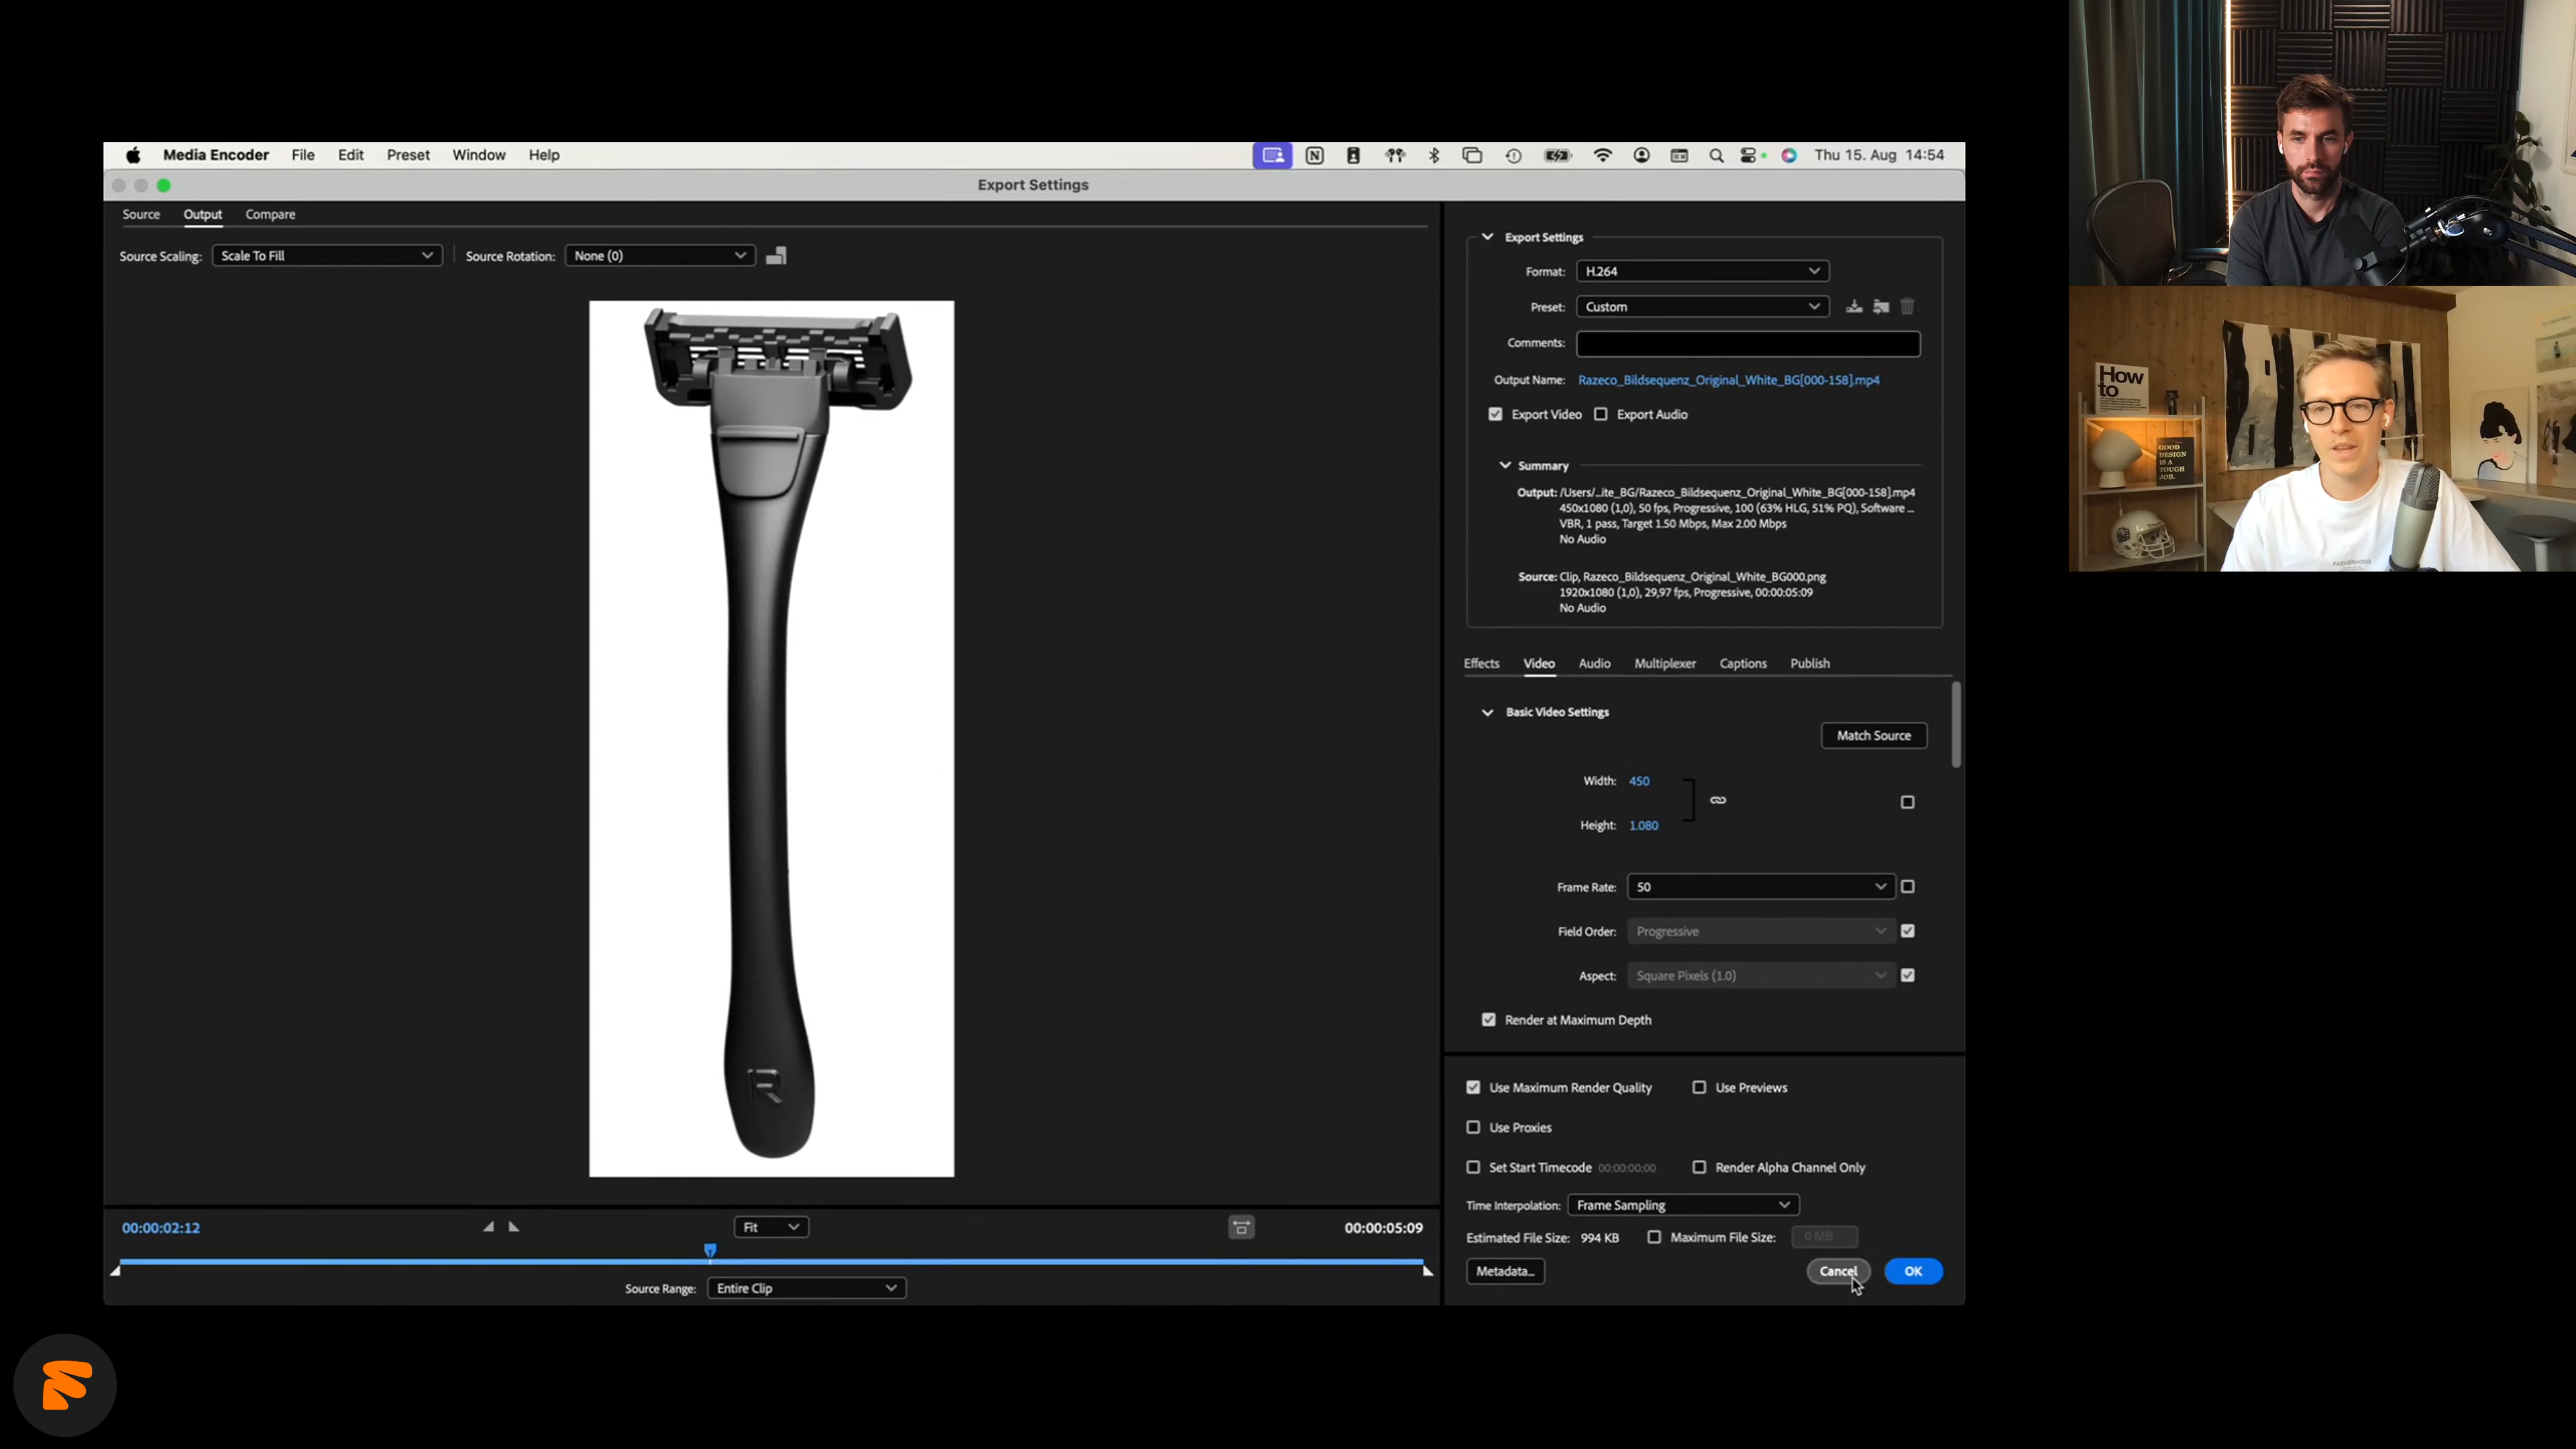 Media Encoder File Edit Preset Window Help Thu 15. Aug 14:54
Export Settings
Source Output Compare
Source Scaling: Scale To Fill Source Rotation: None (0)
R
00:00:02:12 Fit 00:00:05:09
Source Range: Entire Clip
Export Settings
Format: H.264
Preset: Custom
Comments:
Output Name: Razeco_Bildsequenz_Original_White_BG[000-158].mp4
Export Video Export Audio
Summary
Output: /Users/...ite_BG/Razeco_Bildsequenz_Original_White_BG[000-158].mp4
450x1080 (1,0), 50 fps, Progressive, 100 (63% HLG, 51% PQ), Software ...
VBR, 1 pass, Target 1.50 Mbps, Max 2.00 Mbps
No Audio
Source: Clip, Razeco_Bildsequenz_Original_White_BG000.png
1920x1080 (1,0), 29,97 fps, Progressive, 00:00:05:09
No Audio
Effects Video Audio Multiplexer Captions Publish
Basic Video Settings
Match Source
Width: 450
Height: 1.080
Frame Rate: 50
Field Order: Progressive
Aspect: Square Pixels (1.0)
Render at Maximum Depth
Use Maximum Render Quality Use Previews
Use Proxies
Set Start Timecode 00:00:00:00 Render Alpha Channel Only
Time Interpolation: Frame Sampling
Estimated File Size: 994 KB Maximum File Size: 0 MB
Metadata... Cancel OK
How
to
GOOD
DESIGN
IS A
TOUGH
JOB.
FATHERHOOD